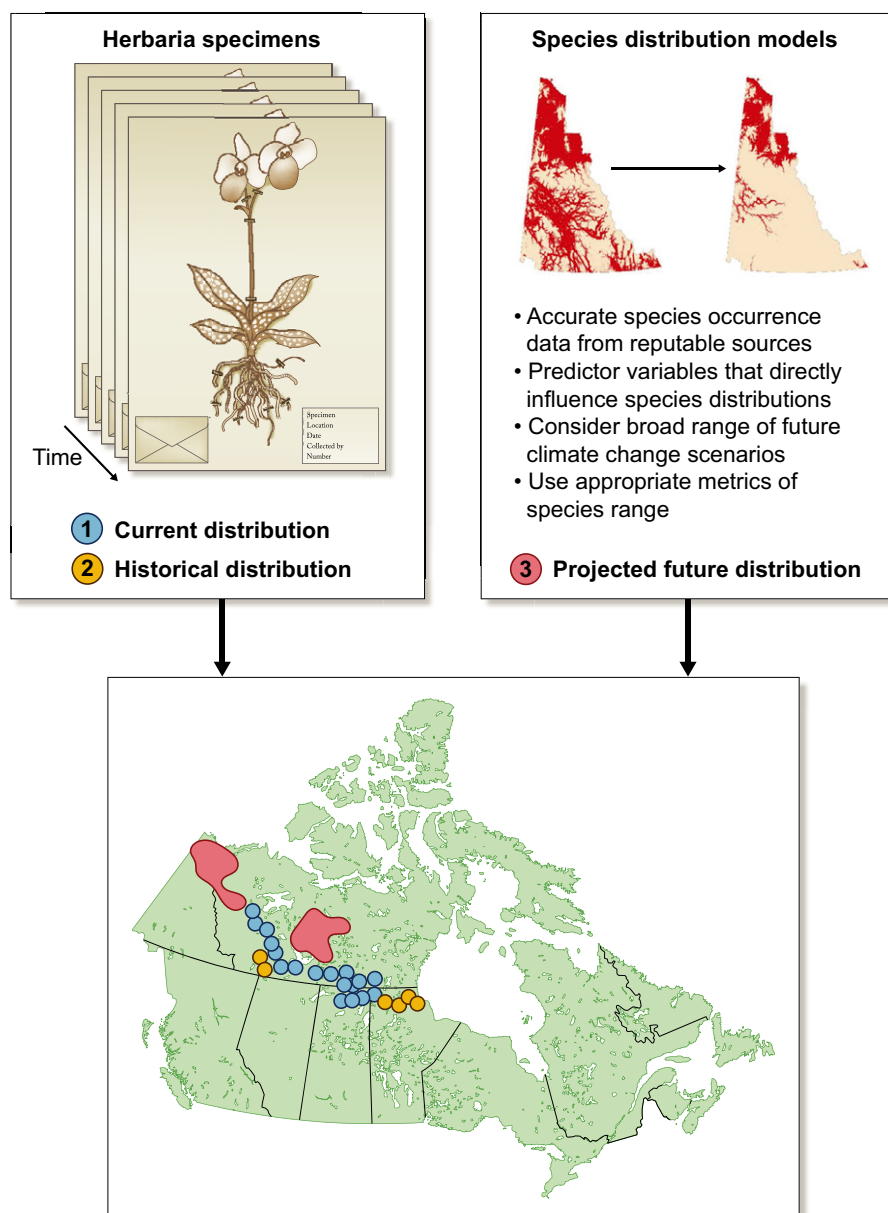 Herbaria specimens
Specimen
Location
Date
Collected by
Number
Time
1 Current distribution
2 Historical distribution
Species distribution models
• Accurate species occurrence
data from reputable sources
• Predictor variables that directly
influence species distributions
• Consider broad range of future
climate change scenarios
• Use appropriate metrics of
species range
3 Projected future distribution